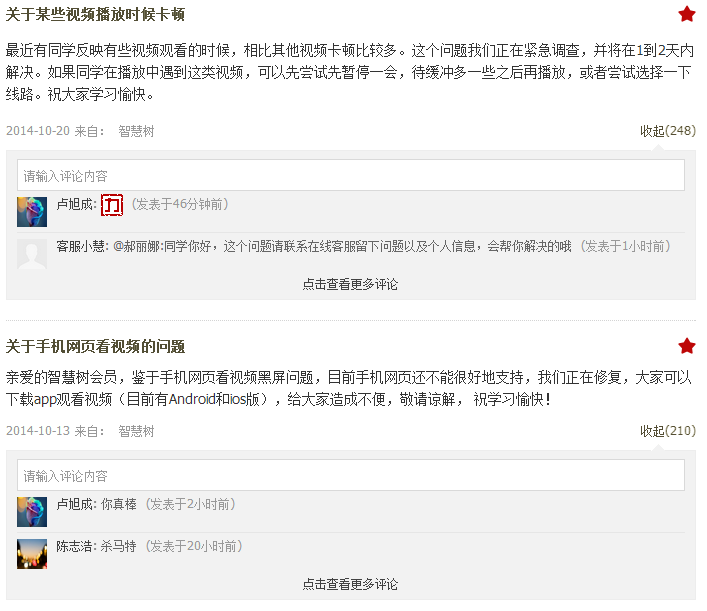 关于某些视频播放时候卡顿
最近有同学反映有些视频观看的时候，相比其他视频卡顿比较多。这个问题我们正在紧急调查，并将在1到2天内
解决。如果同学在播放中遇到这类视频，可以先尝试先暂停一会，待缓冲多一些之后再播放，或者尝试选择一下
线路。祝大家学习愉快。
2014-10-20 来自： 智慧树
收起(248)
请输入评论内容
卢旭成: 力 （发表于46分钟前）
客服小慧: @郝丽娜:同学你好，这个问题请联系在线客服留下问题以及个人信息，会帮你解决的哦 （发表于1小时前）
点击查看更多评论
关于手机网页看视频的问题
亲爱的智慧树会员，鉴于手机网页看视频黑屏问题，目前手机网页还不能很好地支持，我们正在修复，大家可以
下载app观看视频（目前有Android和ios版），给大家造成不便，敬请谅解， 祝学习愉快！
2014-10-13 来自： 智慧树
收起(210)
请输入评论内容
卢旭成: 你真棒 （发表于2小时前）
陈志浩: 杀马特 （发表于20小时前）
点击查看更多评论